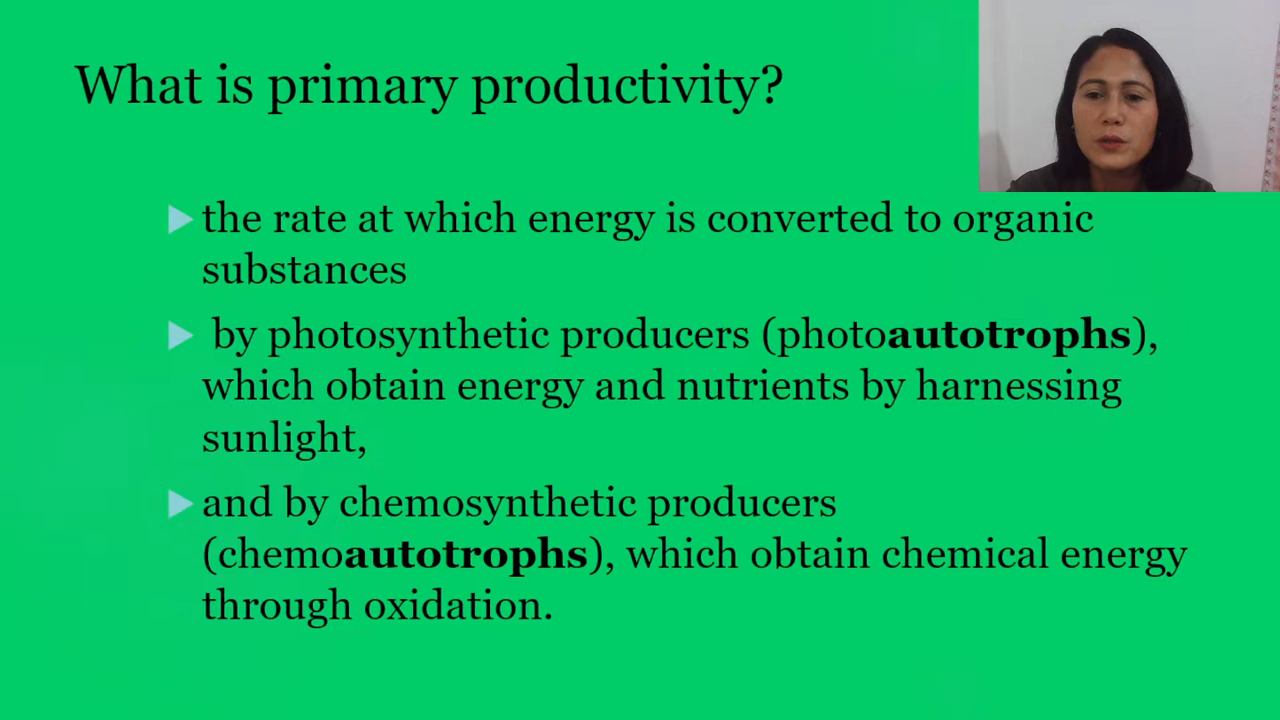 What is primary productivity?
the rate at which energy is converted to organic
substances
by photosynthetic producers (photoautotrophs),
which obtain energy and nutrients by harnessing
sunlight,
and by chemosynthetic producers
(chemoautotrophs), which obtain chemical energy
through oxidation.